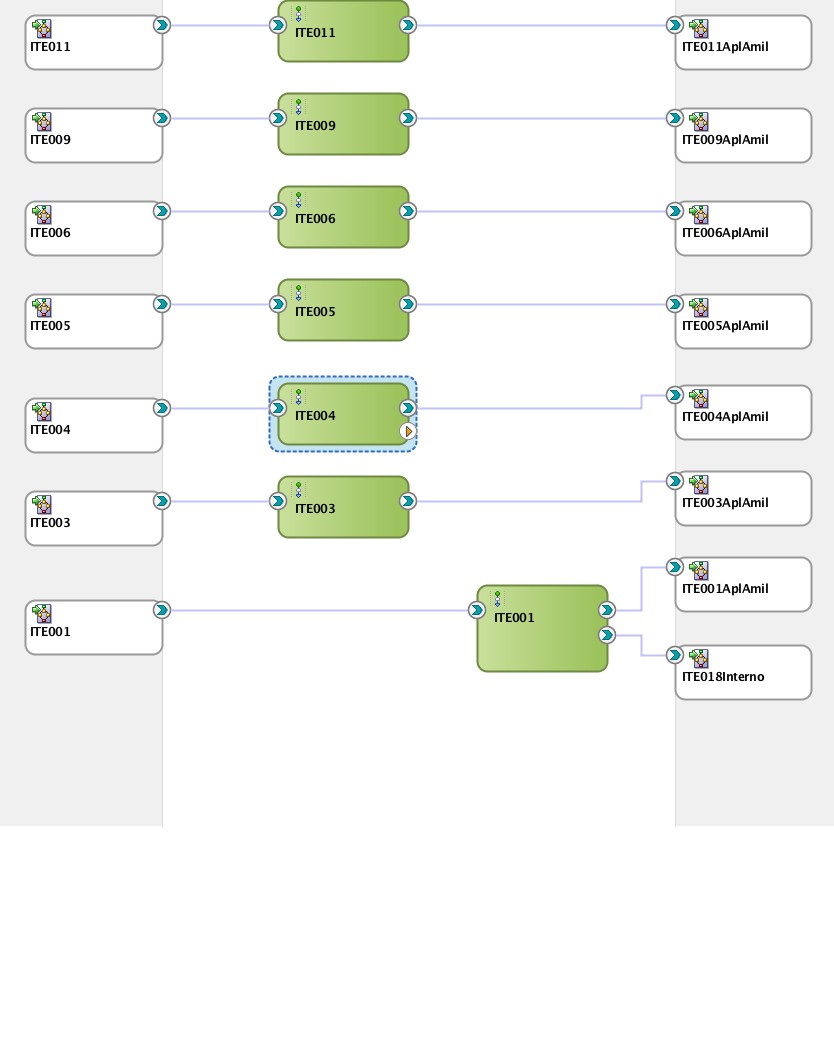 ITE011
ITE011
ITE011AplAmil
ITE009
ITE009
ITE009AplAmil
ITE006
ITE006
ITE006AplAmil
ITE005
ITE005
ITE005AplAmil
ITE004
ITE004
ITE004AplAmil
ITE003
ITE003
ITE003AplAmil
ITE001AplAmil
ITE001
ITE001
ITE018Interno